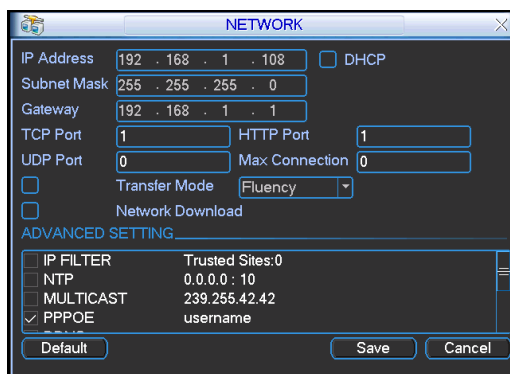 NETWORK
IP Address 192 . 168 . 1 . 108 DHCP
Subnet Mask 255 . 255 . 255 . 0
Gateway 192 . 168 . 1 . 1
TCP Port 1 HTTP Port 1
UDP Port 0 Max Connection 0
Transfer Mode Fluency
Network Download
ADVANCED SETTING
IP FILTER Trusted Sites:0
NTP 0.0.0.0 : 10
MULTICAST 239.255.42.42
PPPOE username
Default Save Cancel